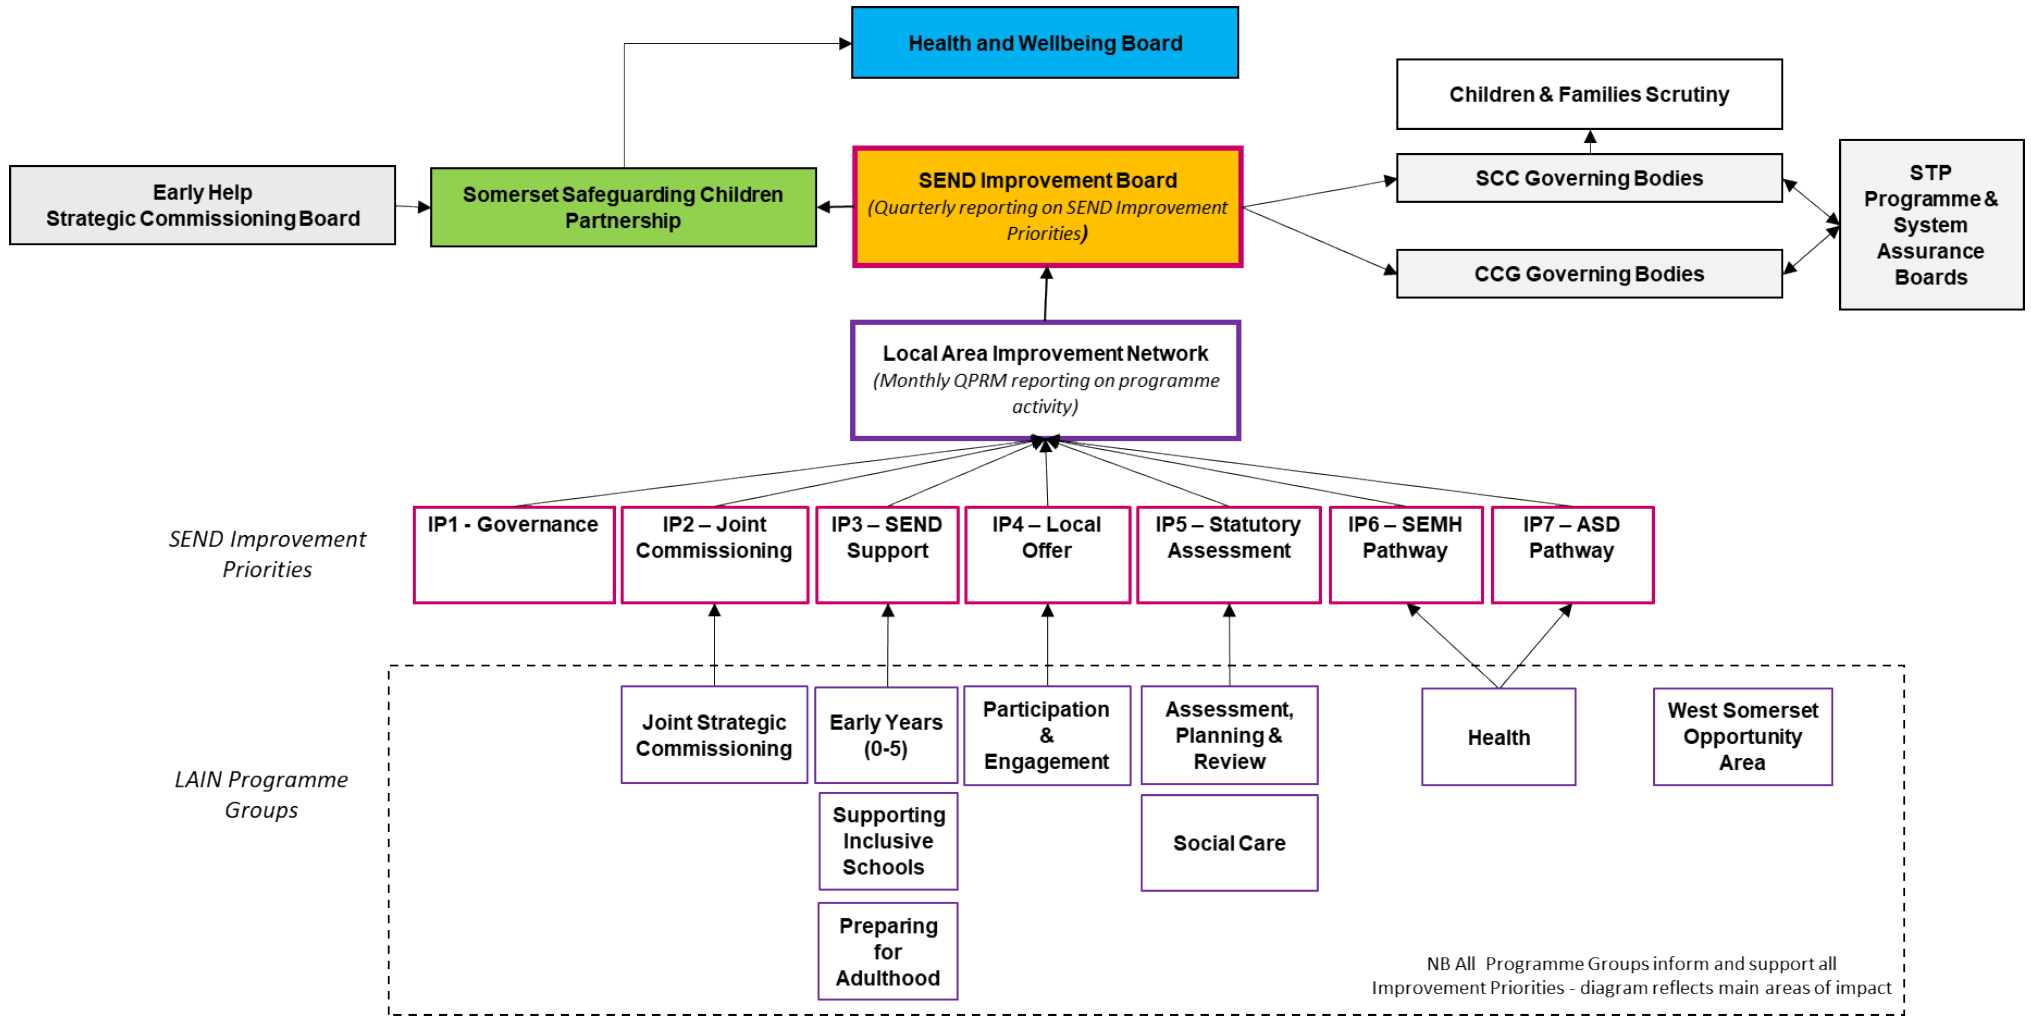 Health and Wellbeing Board
Children & Families Scrutiny
Early Help
Strategic Commissioning Board
Somerset Safeguarding Children
Partnership
SEND Improvement Board
(Quarterly reporting on SEND Improvement
Priorities)
SCC Governing Bodies
CCG Governing Bodies
STP
Programme &
System
Assurance
Boards
Local Area Improvement Network
(Monthly QPRM reporting on programme
activity)
SEND Improvement
Priorities
IP1 - Governance
IP2 – Joint
Commissioning
IP3 – SEND
Support
IP4 – Local
Offer
IP5 – Statutory
Assessment
IP6 – SEMH
Pathway
IP7 – ASD
Pathway
LAIN Programme
Groups
Joint Strategic
Commissioning
Early Years
(0-5)
Participation
&
Engagement
Assessment,
Planning &
Review
Health
West Somerset
Opportunity
Area
Supporting
Inclusive
Schools
Social Care
Preparing
for
Adulthood
NB All Programme Groups inform and support all
Improvement Priorities - diagram reflects main areas of impact